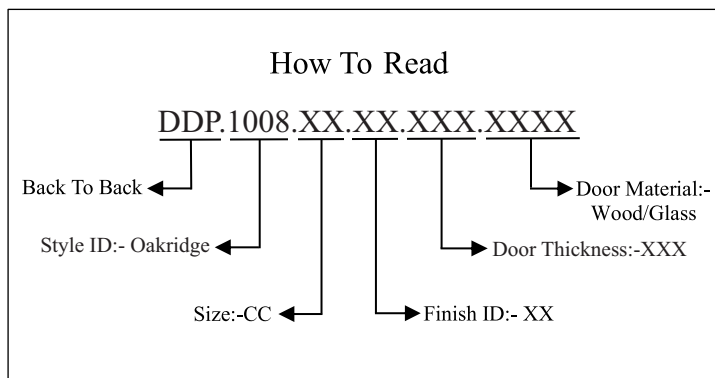 How To Read
DDP.1008.XX.XX.XXX.XXXX
Back To Back
Door Material:-
Wood/Glass
Style ID:- Oakridge
Door Thickness:-XXX
Size:-CC
Finish ID:- XX